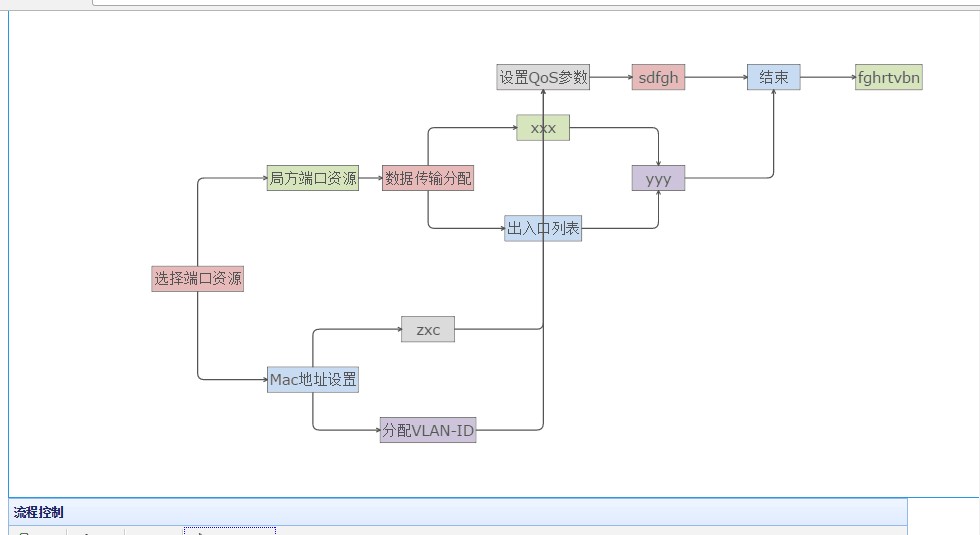 设置QoS参数
sdfgh
结束
fghrtvbn
xxx
局方端口资源
数据传输分配
yyy
出入口列表
选择端口资源
zxc
Mac地址设置
分配VLAN-ID
流程控制